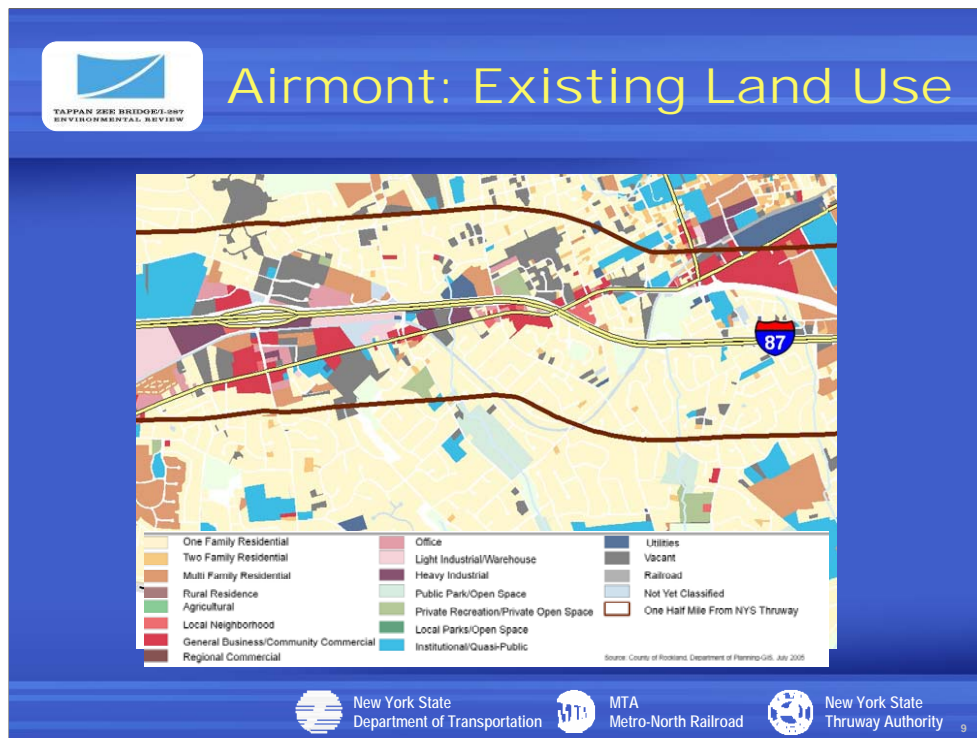 Airmont: Existing Land Use
TAPPAN ZEE BRIDGE/I-287
ENVIRONMENTAL REVIEW
87
One Family Residential
Two Family Residential
Multi Family Residential
Rural Residence
Agricultural
Local Neighborhood
General Business/Community Commercial
Regional Commercial
Office
Light Industrial/Warehouse
Heavy Industrial
Public Park/Open Space
Private Recreation/Private Open Space
Local Parks/Open Space
Institutional/Quasi-Public
Utilities
Vacant
Railroad
Not Yet Classified
One Half Mile From NYS Thruway
Source: County of Rockland, Department of Planning-GIS, July 2005
New York State
Department of Transportation
MTA
Metro-North Railroad
New York State
Thruway Authority
9